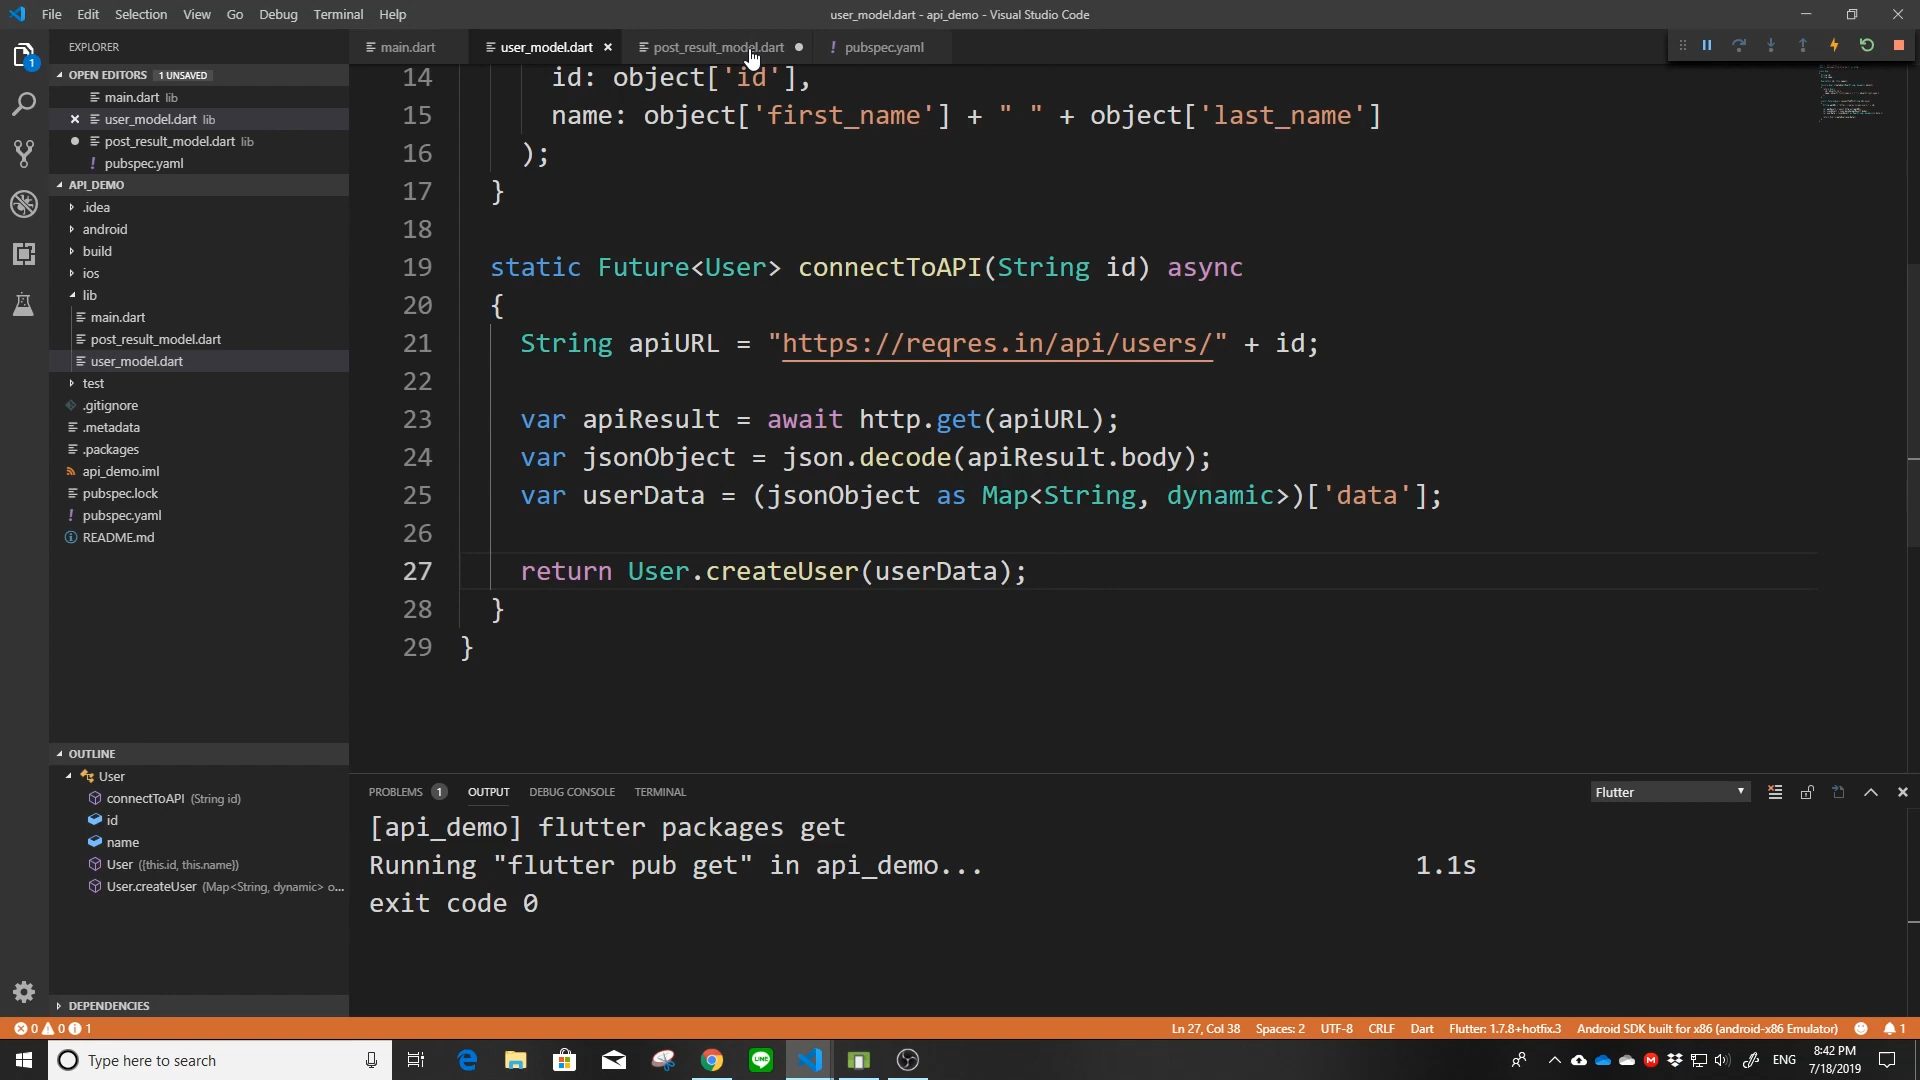 File Edit Selection View Go Debug Terminal Help
user_model.dart - api_demo - Visual Studio Code
EXPLORER
main.dart
user_model.dart
post_result_model.dart
pubspec.yaml
OPEN EDITORS 1 UNSAVED
main.dart lib
user_model.dart lib
post_result_model.dart lib
pubspec.yaml
API_DEMO
.idea
android
build
ios
lib
main.dart
post_result_model.dart
user_model.dart
test
.gitignore
.metadata
.packages
api_demo.iml
pubspec.lock
pubspec.yaml
README.md
OUTLINE
User
connectToAPI (String id)
id
name
User ({this.id, this.name})
User.createUser (Map<String, dynamic> o...
DEPENDENCIES
14 id: object['id'],
15 name: object['first_name'] + " " + object['last_name']
16 );
17 }
18
19 static Future<User> connectToAPI(String id) async
20 {
21 String apiURL = "https://reqres.in/api/users/" + id;
22
23 var apiResult = await http.get(apiURL);
24 var jsonObject = json.decode(apiResult.body);
25 var userData = (jsonObject as Map<String, dynamic>)['data'];
26
27 return User.createUser(userData);
28 }
29 }
PROBLEMS 1 OUTPUT DEBUG CONSOLE TERMINAL
Flutter
[api_demo] flutter packages get
Running "flutter pub get" in api_demo... 1.1s
exit code 0
0 0 1
Ln 27, Col 38 Spaces: 2 UTF-8 CRLF Dart Flutter: 1.7.8+hotfix.3 Android SDK built for x86 (android-x86 Emulator) 1
Type here to search
ENG
8:42 PM
7/18/2019
1
LINE